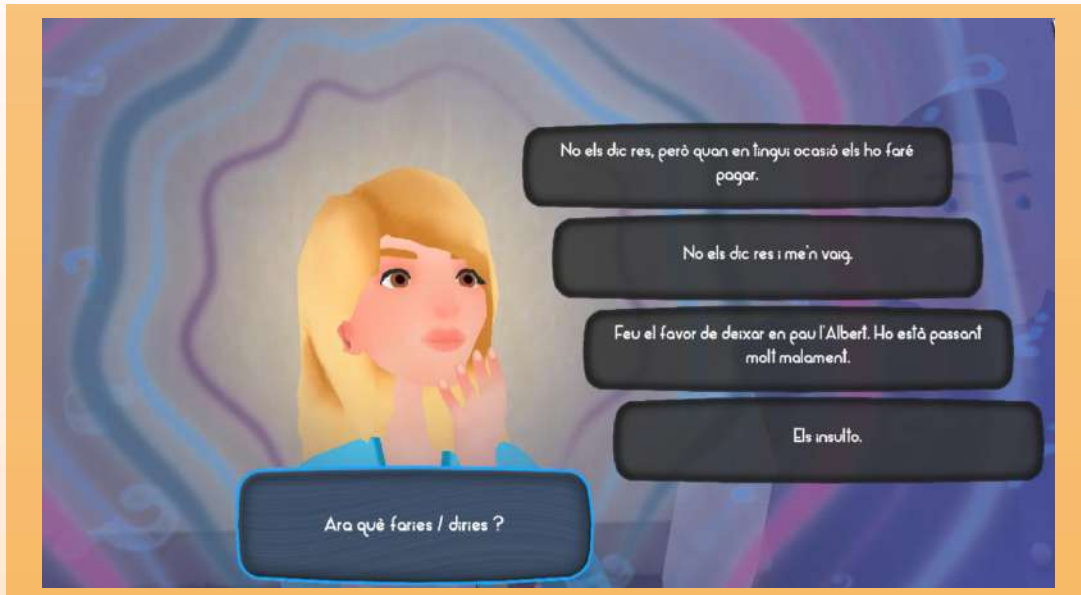 No els dic res, però quan en tingui ocasió els ho faré
pagar.
No els dic res i me'n vaig.
Feu el favor de deixar en pau l'Albert. Ho està passant
molt malament.
Els insulto.
Ara què faries / diries ?